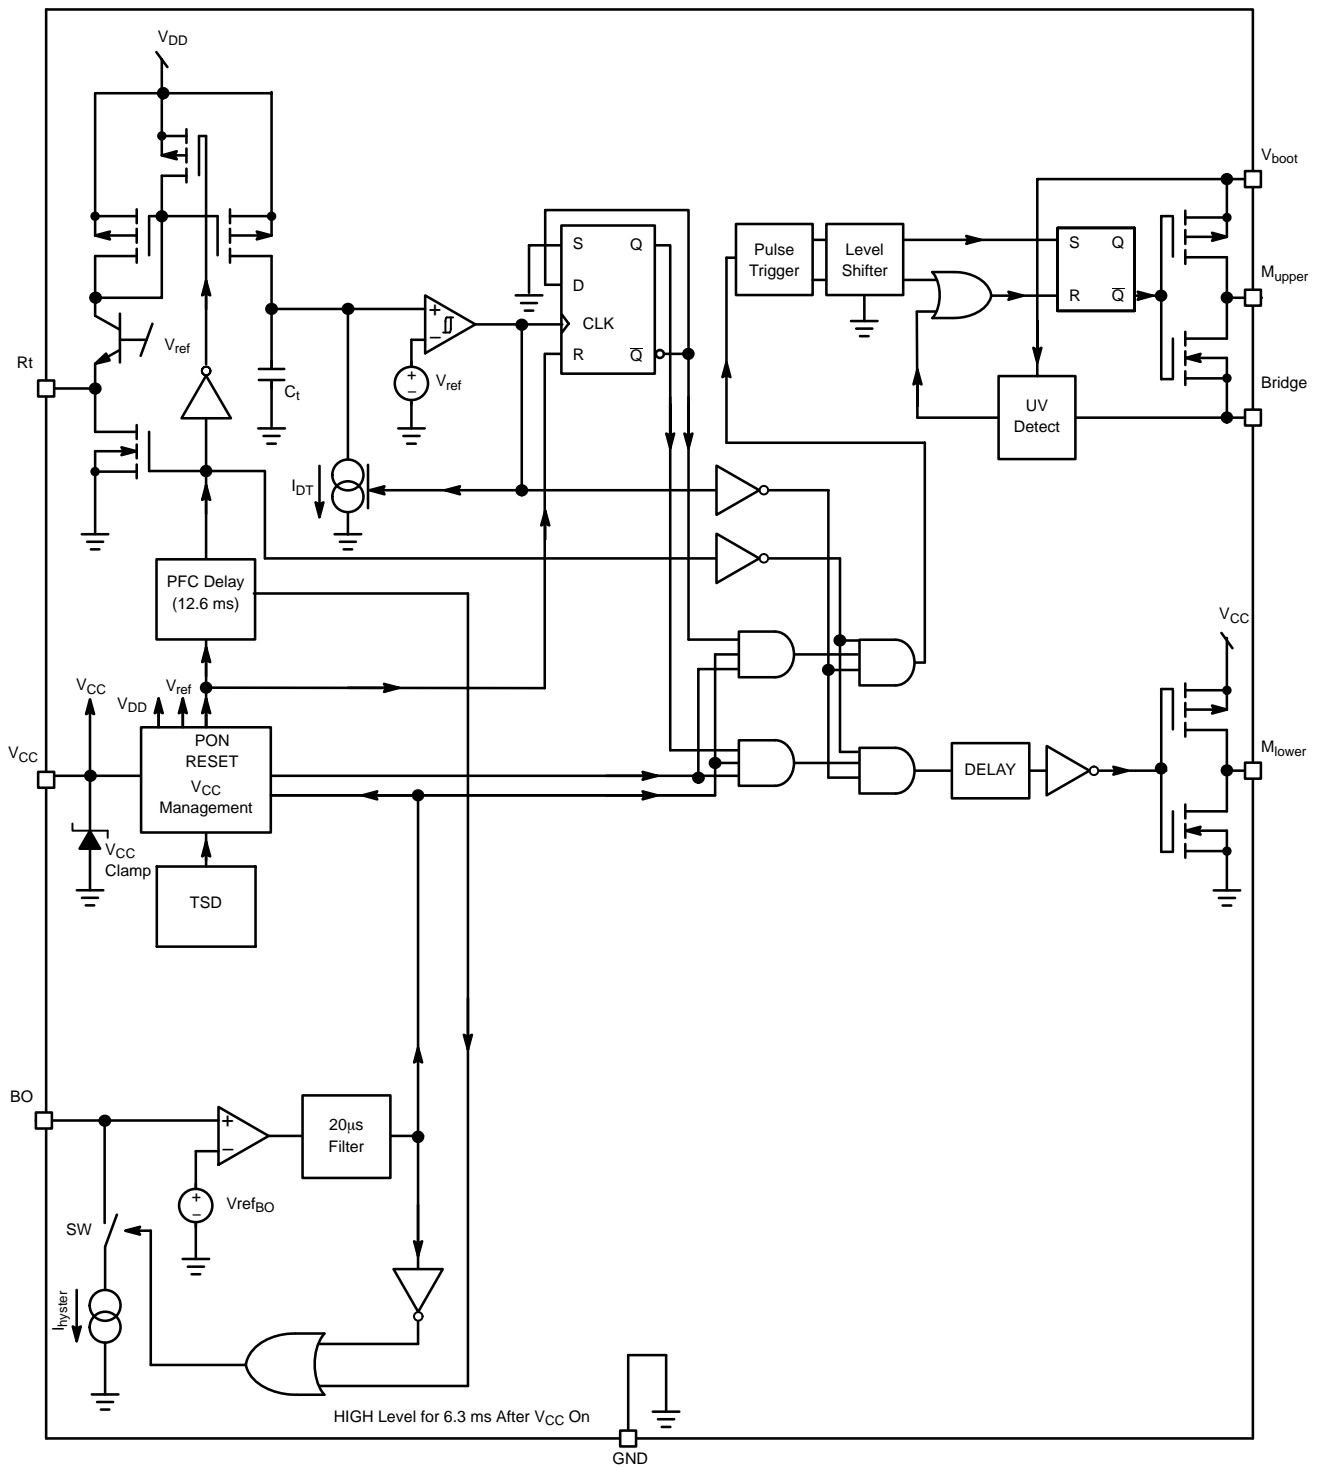 VDD
Vboot
S Q
D
CLK
R Q
Pulse
Trigger
Level
Shifter
S Q
R Q
Mupper
Vref
Rt
+
−
+
−
Vref
Ct
Bridge
UV
Detect
IDT
PFC Delay
(12.6 ms)
VCC
VCC
VDD
Vref
PON
RESET
VCC
Management
VCC
Mlower
DELAY
VCC
Clamp
TSD
BO
+
−
20µs
Filter
+
−
VrefBO
SW
Ihyster
HIGH Level for 6.3 ms After VCC On
GND